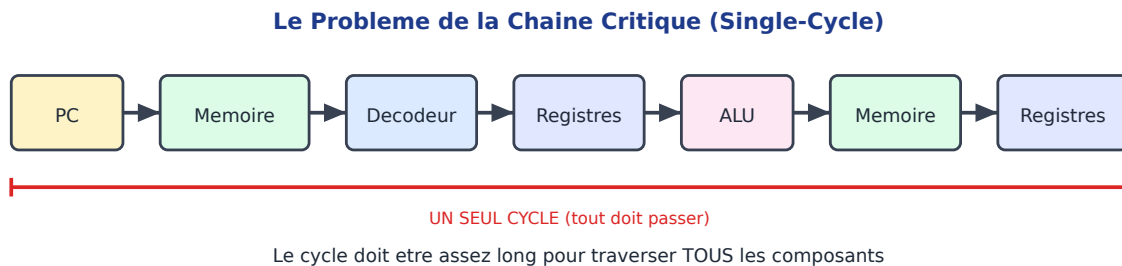 Le Probleme de la Chaine Critique (Single-Cycle)
PC
Memoire
Decodeur
Registres
ALU
Memoire
Registres
UN SEUL CYCLE (tout doit passer)
Le cycle doit etre assez long pour traverser TOUS les composants